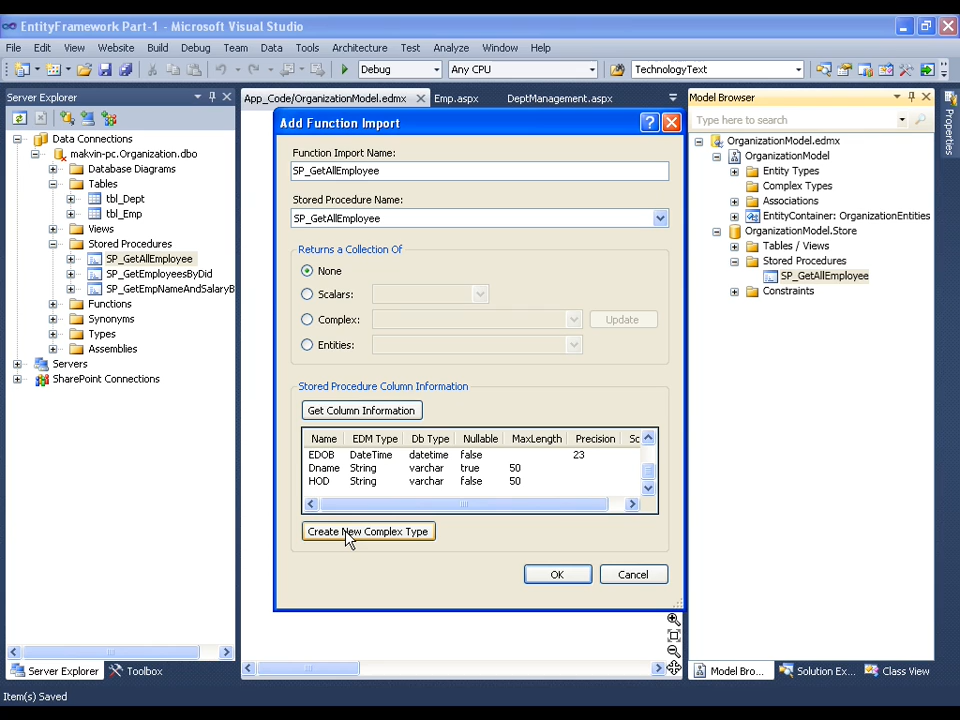 EntityFramework Part-1 - Microsoft Visual Studio
File Edit View Website Build Debug Team Data Tools Architecture Test Analyze Window Help
Debug Any CPU TechnologyText
Server Explorer
Data Connections
makvin-pc.Organization.dbo
Database Diagrams
Tables
tbl_Dept
tbl_Emp
Views
Stored Procedures
SP_GetAllEmployee
SP_GetEmployeesByDid
SP_GetEmpNameAndSalaryB
Functions
Synonyms
Types
Assemblies
Servers
SharePoint Connections
Server Explorer Toolbox
App_Code/OrganizationModel.edmx Emp.aspx DeptManagement.aspx
Add Function Import
Function Import Name:
SP_GetAllEmployee
Stored Procedure Name:
SP_GetAllEmployee
Returns a Collection Of
None
Scalars:
Complex: Update
Entities:
Stored Procedure Column Information
Get Column Information
Name EDM Type Db Type Nullable MaxLength Precision Sc
EDOB DateTime datetime false 23
Dname String varchar true 50
HOD String varchar false 50
Create New Complex Type
OK Cancel
Model Browser
Type here to search
OrganizationModel.edmx
OrganizationModel
Entity Types
Complex Types
Associations
EntityContainer: OrganizationEntities
OrganizationModel.Store
Tables / Views
Stored Procedures
SP_GetAllEmployee
Constraints
Model Bro... Solution Ex... Class View
Properties
Item(s) Saved